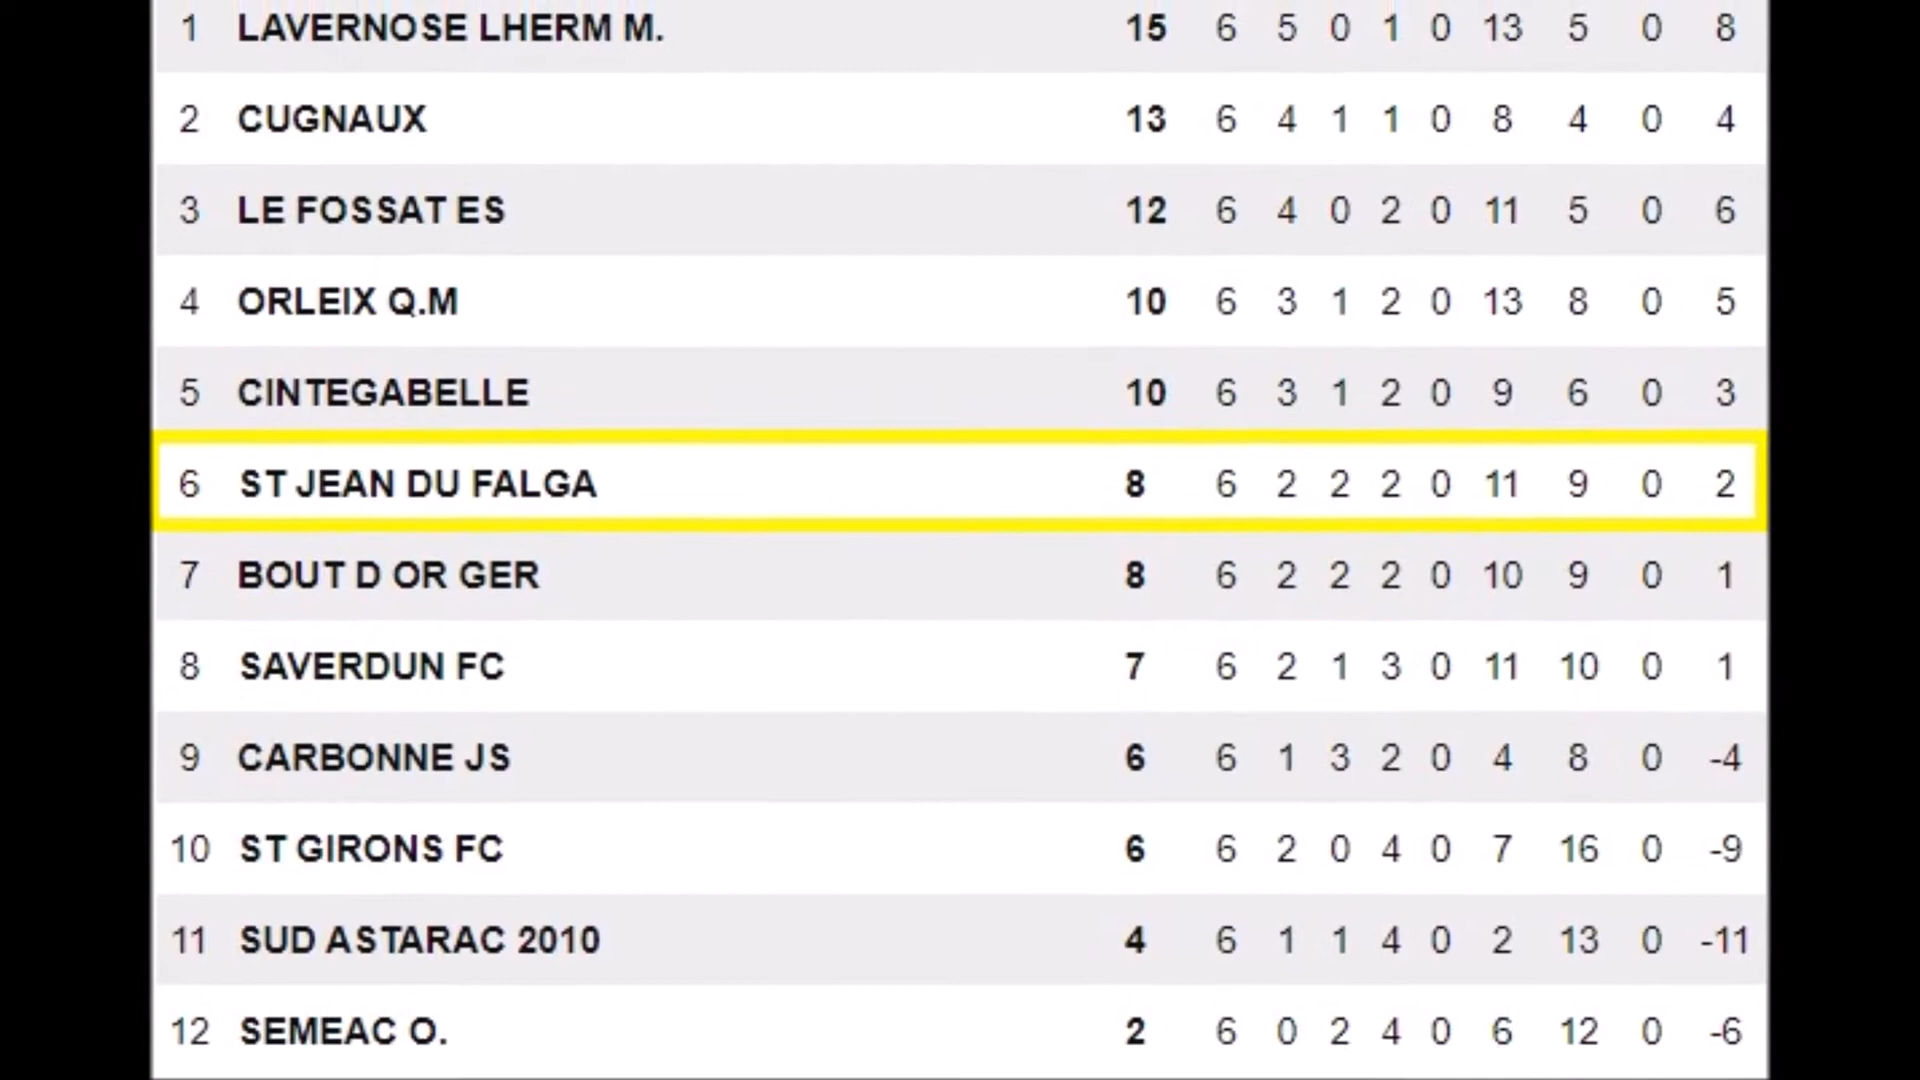 1 LAVERNOSE LHERM M. 15 6 5 0 1 0 13 5 0 8
2 CUGNAUX 13 6 4 1 1 0 8 4 0 4
3 LE FOSSAT ES 12 6 4 0 2 0 11 5 0 6
4 ORLEIX Q.M 10 6 3 1 2 0 13 8 0 5
5 CINTEGABELLE 10 6 3 1 2 0 9 6 0 3
6 ST JEAN DU FALGA 8 6 2 2 2 0 11 9 0 2
7 BOUT D OR GER 8 6 2 2 2 0 10 9 0 1
8 SAVERDUN FC 7 6 2 1 3 0 11 10 0 1
9 CARBONNE JS 6 6 1 3 2 0 4 8 0 -4
10 ST GIRONS FC 6 6 2 0 4 0 7 16 0 -9
11 SUD ASTARAC 2010 4 6 1 1 4 0 2 13 0 -11
12 SEMEAC O. 2 6 0 2 4 0 6 12 0 -6